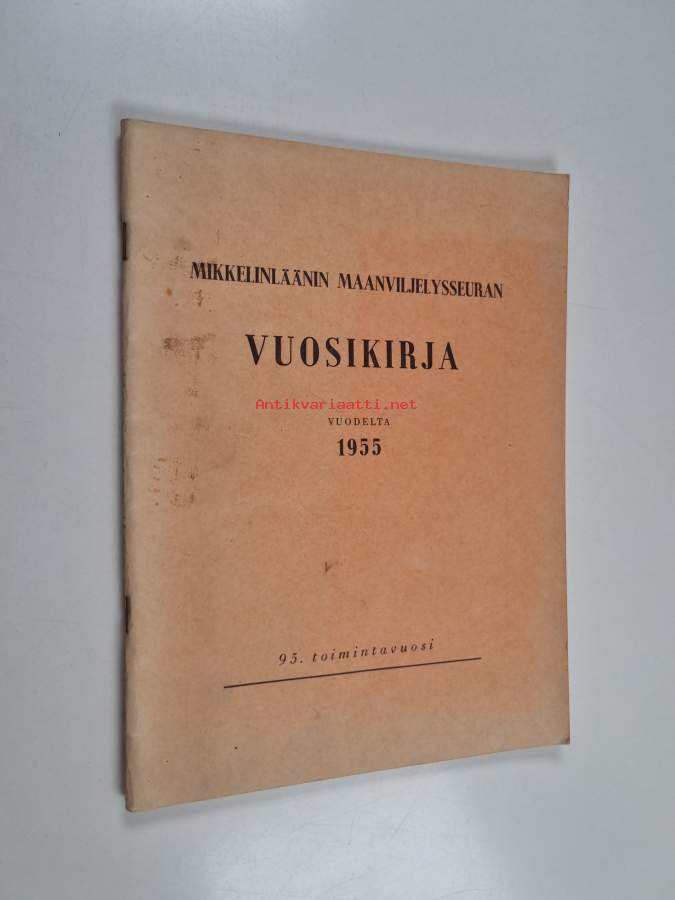 MIKKELINLÄÄNIN MAANVILJELYSSEURAN
VUOSIKIRJA
Antikvariaatti.net
VUODELTA
1955
95. toimintavuosi